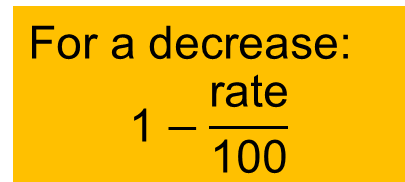 For a decrease:
1 – rate/100